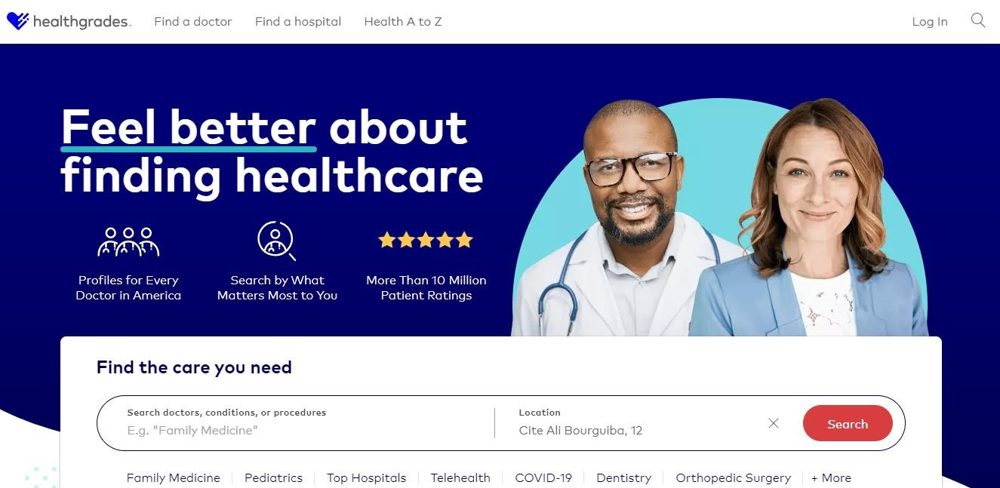 healthgrades.
Find a doctor
Find a hospital
Health A to Z
Log In
Feel better about
finding healthcare
Profiles for Every
Doctor in America
Search by What
Matters Most to You
More Than 10 Million
Patient Ratings
Find the care you need
Search doctors, conditions, or procedures
E.g. "Family Medicine"
Location
Cite Ali Bourguiba, 12
Search
Family Medicine
Pediatrics
Top Hospitals
Telehealth
COVID-19
Dentistry
Orthopedic Surgery
+ More